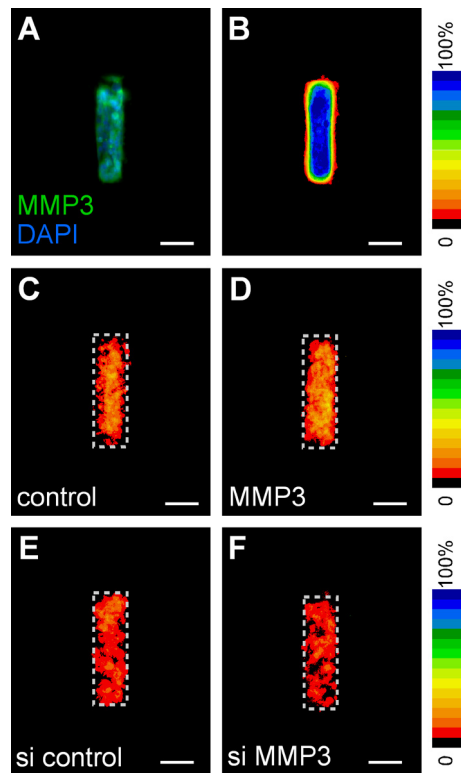 A
B
MMP3
DAPI
100%
0
C
D
control
MMP3
100%
0
E
F
si control
si MMP3
100%
0